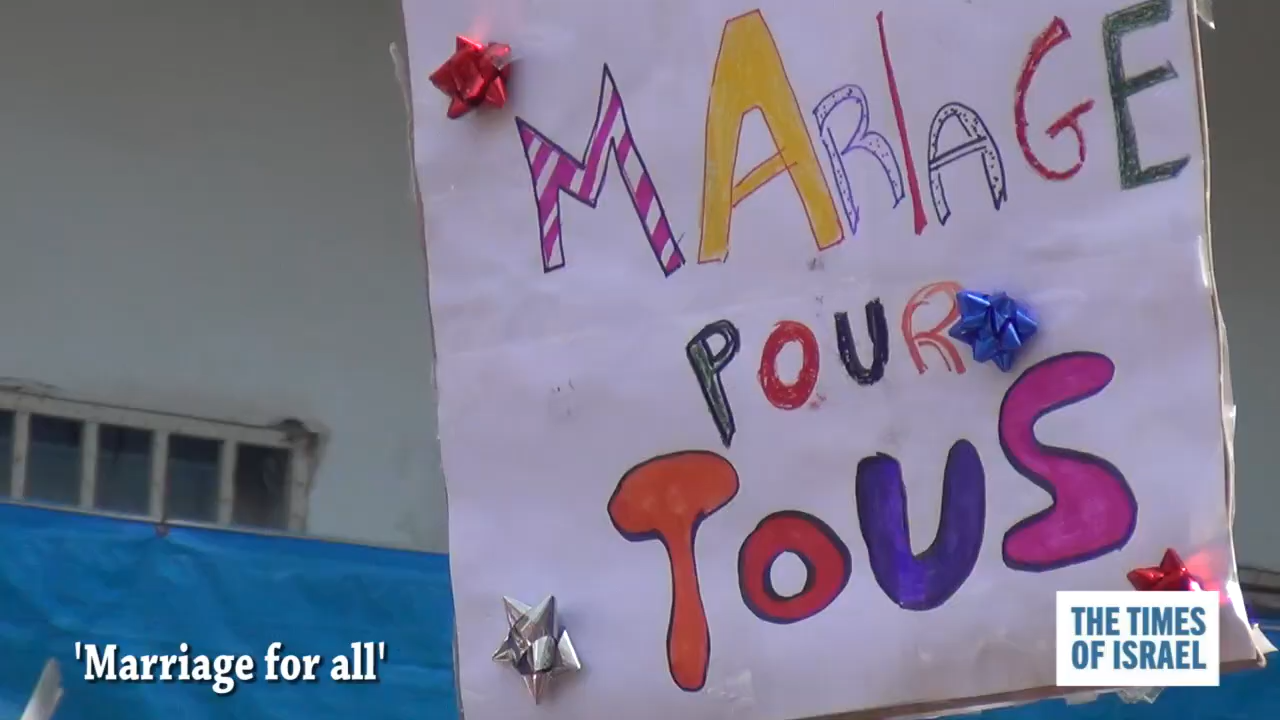 MARIAGE
POUR
TOUS
'Marriage for all'
THE TIMES
OF ISRAEL